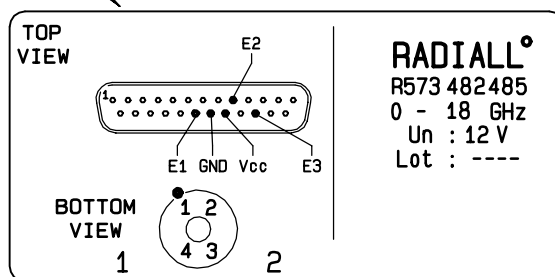 TOP
VIEW
E2
1
E1 GND Vcc E3
BOTTOM
VIEW
1 2
4 3
1 2
RADIALL°
R573 482485
0 - 18 GHz
Un : 12 V
Lot : ----